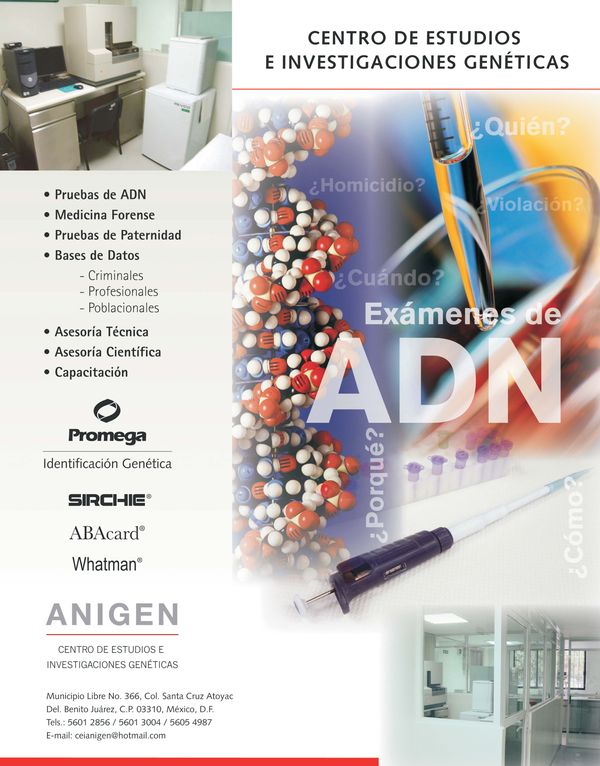 CENTRO DE ESTUDIOS
E INVESTIGACIONES GENÉTICAS
¿Quién?
¿Homicidio?
¿Violación?
¿Cuándo?
Exámenes de
ADN
¿Porqué?
¿Cómo?
• Pruebas de ADN
• Medicina Forense
• Pruebas de Paternidad
• Bases de Datos
- Criminales
- Profesionales
- Poblacionales
• Asesoría Técnica
• Asesoría Científica
• Capacitación
Promega
Identificación Genética
SIRCHIE®
ABAcard®
Whatman®
ANIGEN
CENTRO DE ESTUDIOS E
INVESTIGACIONES GENÉTICAS
Municipio Libre No. 366, Col. Santa Cruz Atoyac
Del. Benito Juárez, C.P. 03310, México, D.F.
Tels.: 5601 2856 / 5601 3004 / 5605 4987
E-mail: ceianigen@hotmail.com